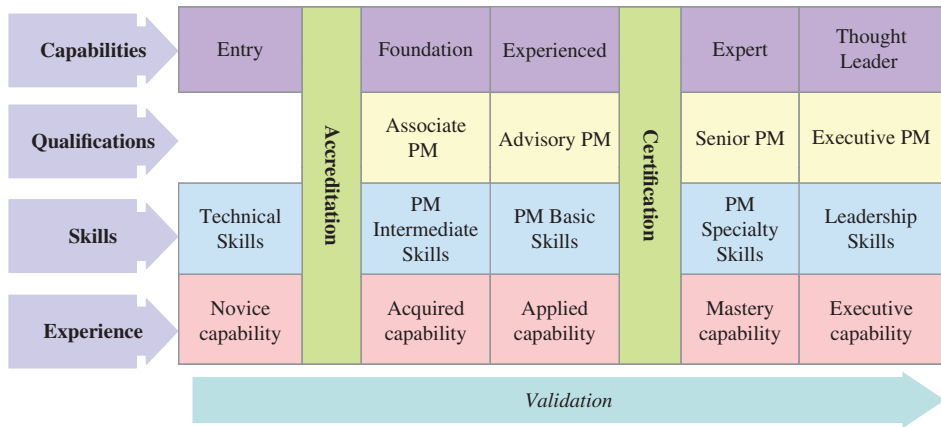 Capabilities
Entry
Foundation
Experienced
Expert
Thought
Leader
Accreditation
Certification
Qualifications
Associate
PM
Advisory PM
Senior PM
Executive PM
Skills
Technical
Skills
PM
Intermediate
Skills
PM Basic
Skills
PM
Specialty
Skills
Leadership
Skills
Experience
Novice
capability
Acquired
capability
Applied
capability
Mastery
capability
Executive
capability
Validation